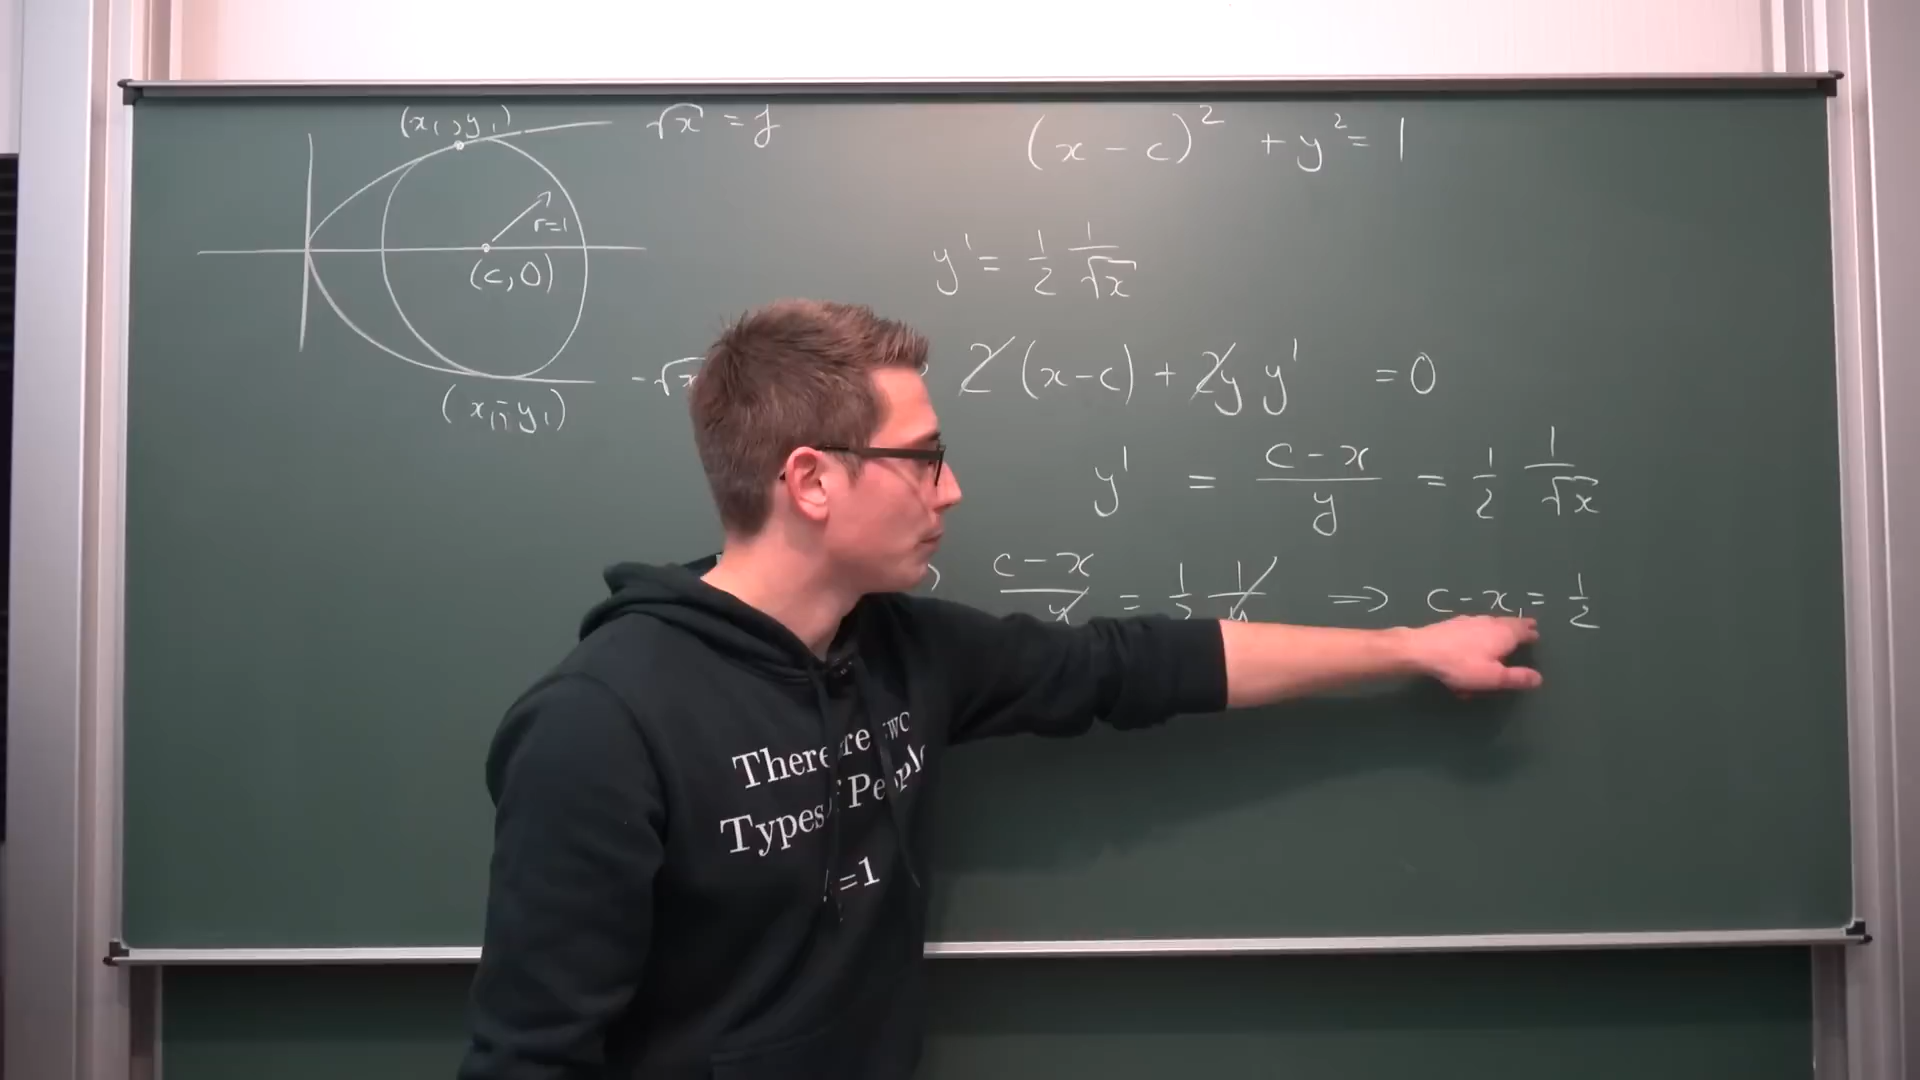 (x₁, y₁)
√x = y
r=1
(c, 0)
-√x
(x₁, -y₁)
(x - c)² + y² = 1
y' = 1/2 1/√x
2(x-c) + 2y y' = 0
y' = (c - x)/y = 1/2 1/√x
(c - x)/y = 1/2 1/y ⇒ c - x₁ = 1/2
There are two
Types of People
!=1